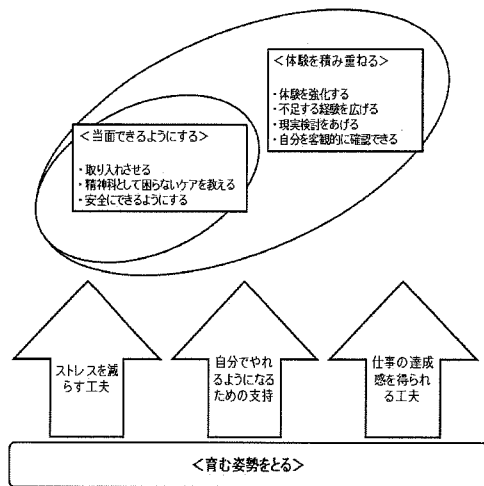 ＜体験を積み重ねる＞
・体験を強化する
・不足する経験を広げる
・現実検討をあげる
・自分を客観的に確認できる
＜当面できるようにする＞
・取り入れさせる
・精神科として困らないケアを教える
・安全にできるようにする
ストレスを減
らす工夫
自分でやれ
るようになる
ための支持
仕事の達成
感を得られ
る工夫
＜育む姿勢をとる＞